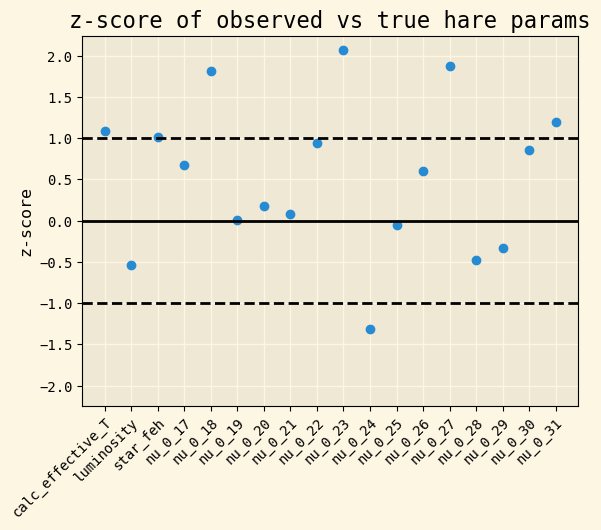 z-score of observed vs true hare params
z-score
2.0
1.5
1.0
0.5
0.0
−0.5
−1.0
−1.5
−2.0
calc_effective_T
luminosity
star_feh
nu_0_17
nu_0_18
nu_0_19
nu_0_20
nu_0_21
nu_0_22
nu_0_23
nu_0_24
nu_0_25
nu_0_26
nu_0_27
nu_0_28
nu_0_29
nu_0_30
nu_0_31